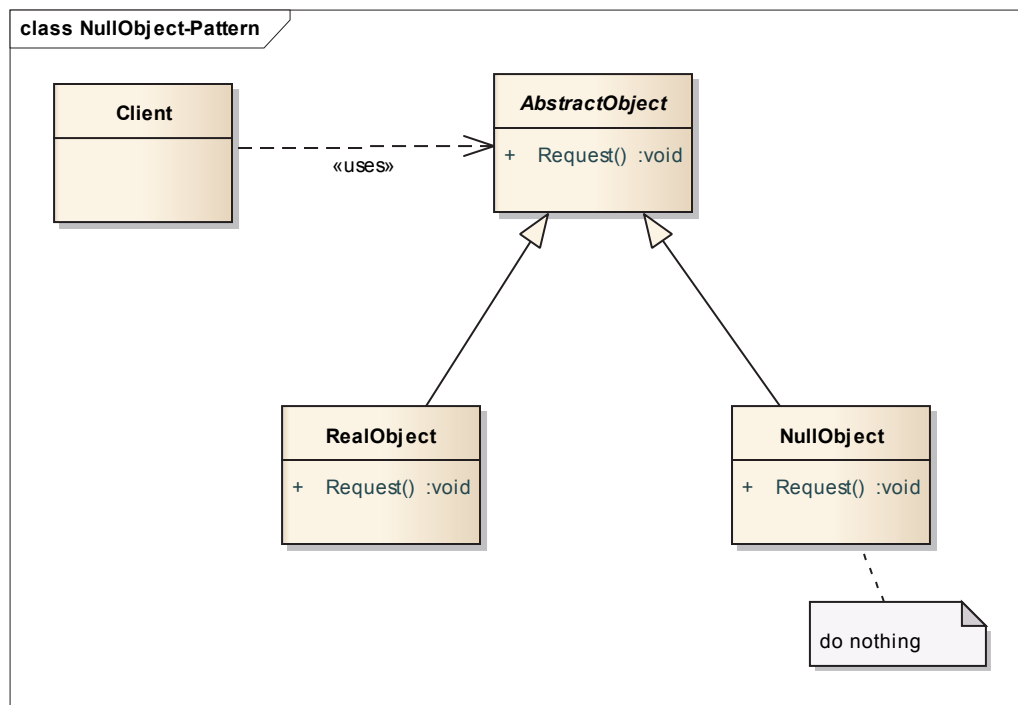 class NullObject-Pattern
Client
AbstractObject
+ Request() :void
«uses»
RealObject
+ Request() :void
NullObject
+ Request() :void
do nothing